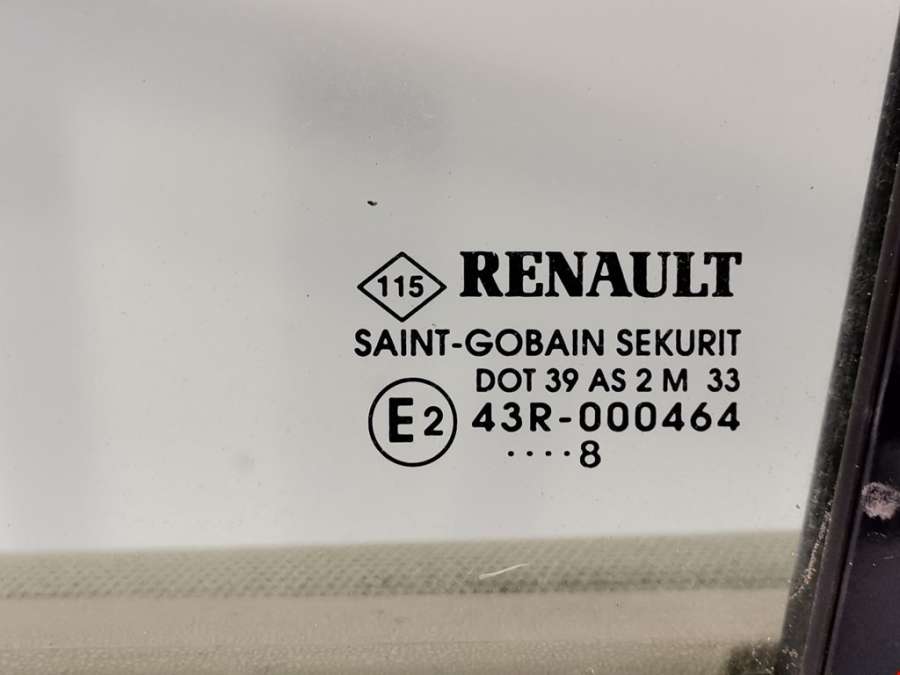 115 RENAULT
SAINT-GOBAIN SEKURIT
DOT 39 AS 2 M 33
E2 43R-000464
....8